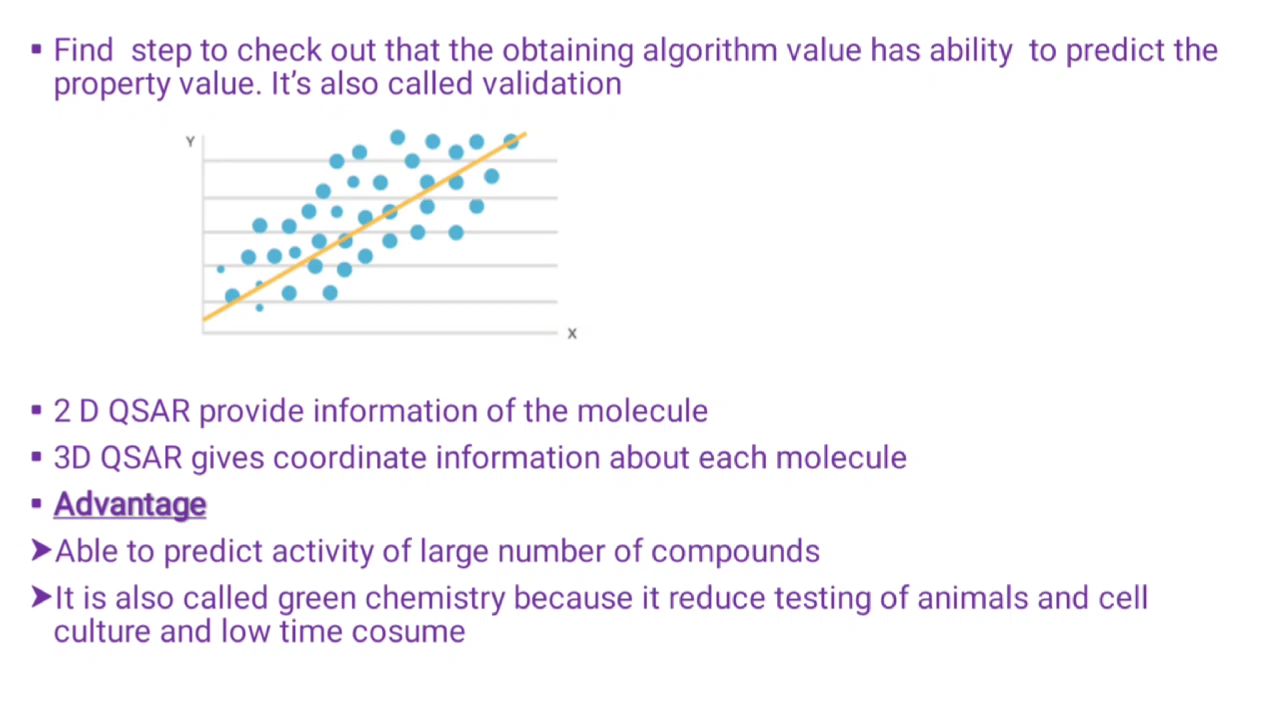 ▪ Find  step to check out that the obtaining algorithm value has ability  to predict the
property value. It’s also called validation
Y
X
▪ 2 D QSAR provide information of the molecule
▪ 3D QSAR gives coordinate information about each molecule
▪ Advantage
➤It is able to predict activity of large number of compounds
➤It is also called green chemistry because it reduce testing of animals and cell
culture and low time cosume